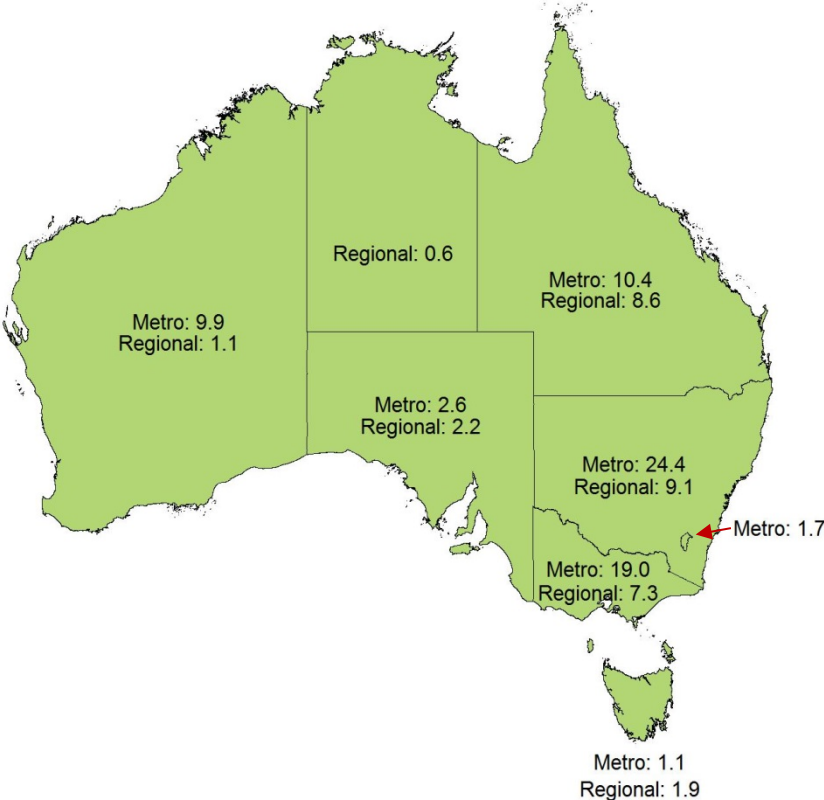 Regional: 0.6
Metro: 10.4
Regional: 8.6
Metro: 9.9
Regional: 1.1
Metro: 2.6
Regional: 2.2
Metro: 24.4
Regional: 9.1
Metro: 1.7
Metro: 19.0
Regional: 7.3
Metro: 1.1
Regional: 1.9